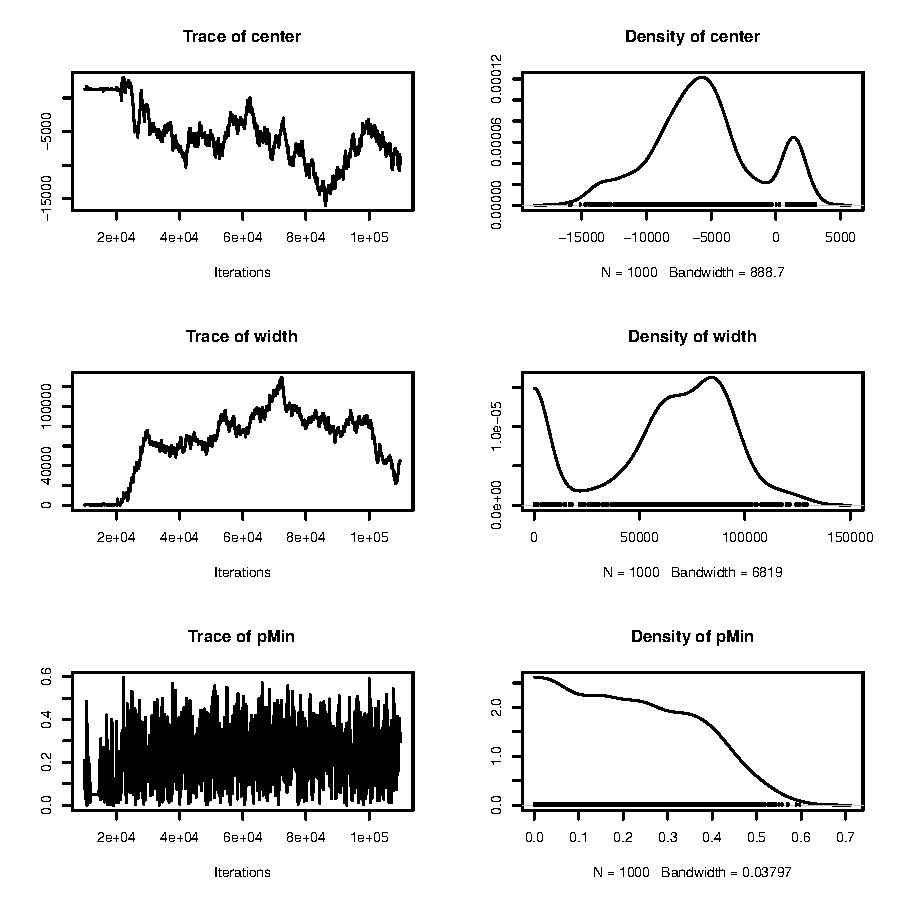 Trace of center
-15000 -5000
2e+04 4e+04 6e+04 8e+04 1e+05
Iterations
Density of center
0.00000 0.00006 0.00012
-15000 -10000 -5000 0 5000
N = 1000 Bandwidth = 888.7
Trace of width
0 40000 100000
2e+04 4e+04 6e+04 8e+04 1e+05
Iterations
Density of width
0.0e+00 1.0e-05
0 50000 100000 150000
N = 1000 Bandwidth = 6819
Trace of pMin
0.0 0.2 0.4 0.6
2e+04 4e+04 6e+04 8e+04 1e+05
Iterations
Density of pMin
0.0 1.0 2.0
0.0 0.1 0.2 0.3 0.4 0.5 0.6 0.7
N = 1000 Bandwidth = 0.03797